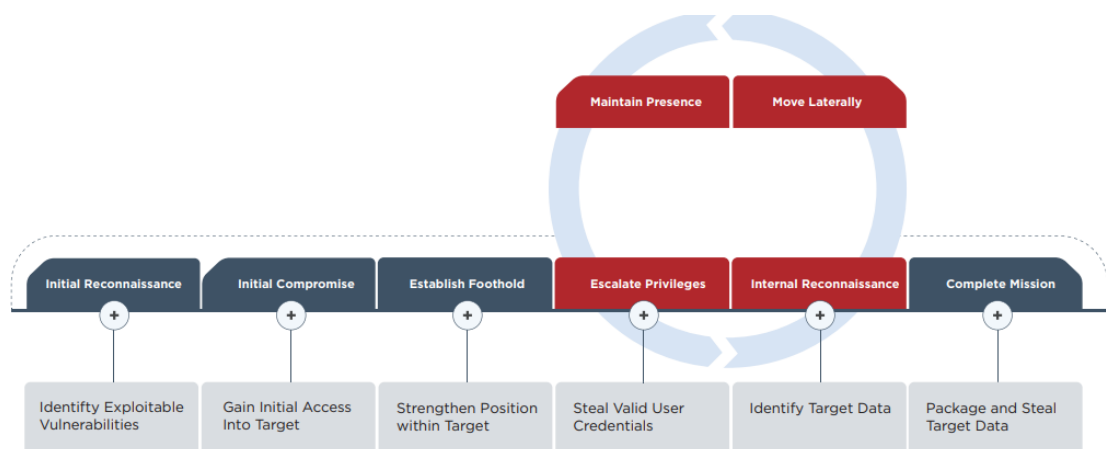 Maintain Presence
Move Laterally
Initial Reconnaissance
Initial Compromise
Establish Foothold
Escalate Privileges
Internal Reconnaissance
Complete Mission
+
+
+
+
+
+
Identifty Exploitable
Vulnerabilities
Gain Initial Access
Into Target
Strengthen Position
within Target
Steal Valid User
Credentials
Identify Target Data
Package and Steal
Target Data